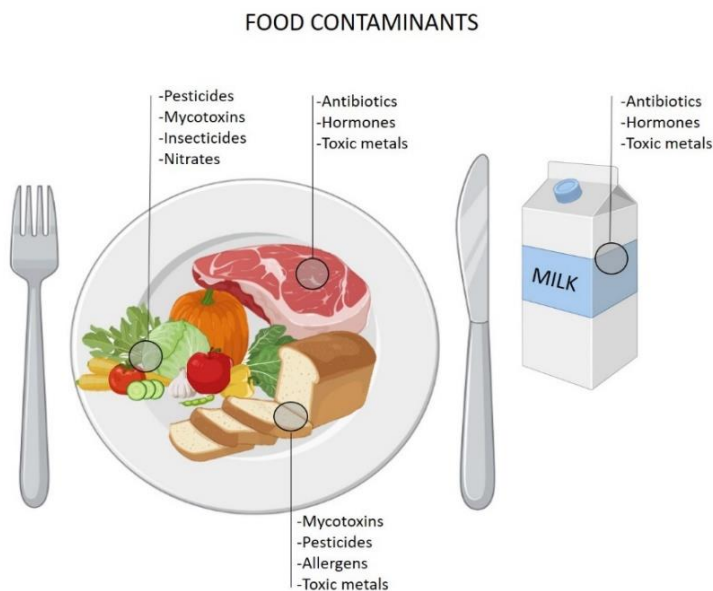 FOOD CONTAMINANTS
-Pesticides
-Mycotoxins
-Insecticides
-Nitrates
-Antibiotics
-Hormones
-Toxic metals
-Antibiotics
-Hormones
-Toxic metals
MILK
-Mycotoxins
-Pesticides
-Allergens
-Toxic metals